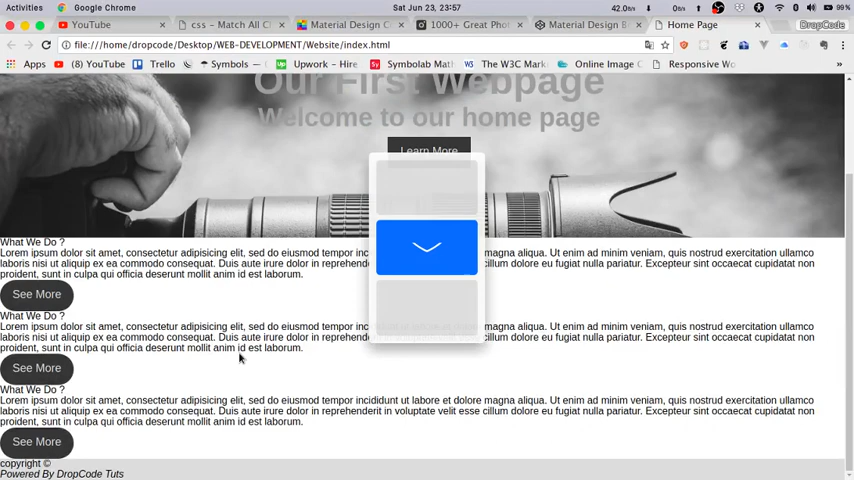 Activities Google Chrome Sat Jun 23, 23:57 42.0h/s 0h/s 99%
YouTube css - Match All C Material Design C 1000+ Great Phot Material Design B Home Page DropCode
file:///home/dropcode/Desktop/WEB-DEVELOPMENT/Website/index.html
Apps (8) YouTube Trello Symbols — G Upwork - Hire Symbolab Mat The W3C Mark Online Image C Responsive Wo
Our First Webpage
Welcome to our home page
Learn More
What We Do ?
Lorem ipsum dolor sit amet, consectetur adipisicing elit, sed do eiusmod tempor magna aliqua. Ut enim ad minim veniam, quis nostrud exercitation ullamco
laboris nisi ut aliquip ex ea commodo consequat. Duis aute irure dolor in cillum dolore eu fugiat nulla pariatur. Excepteur sint occaecat cupidatat non
proident, sunt in culpa qui officia deserunt mollit anim id est laborum.
See More
What We Do ?
Lorem ipsum dolor sit amet, consectetur adipisicing elit, sed do eiusmod tempor magna aliqua. Ut enim ad minim veniam, quis nostrud exercitation ullamco
laboris nisi ut aliquip ex ea commodo consequat. Duis aute irure dolor in cillum dolore eu fugiat nulla pariatur. Excepteur sint occaecat cupidatat non
proident, sunt in culpa qui officia deserunt mollit anim id est laborum.
See More
What We Do ?
Lorem ipsum dolor sit amet, consectetur adipisicing elit, sed do eiusmod tempor incididunt ut labore et dolore magna aliqua. Ut enim ad minim veniam, quis nostrud exercitation ullamco
laboris nisi ut aliquip ex ea commodo consequat. Duis aute irure dolor in reprehenderit in voluptate velit esse cillum dolore eu fugiat nulla pariatur. Excepteur sint occaecat cupidatat non
proident, sunt in culpa qui officia deserunt mollit anim id est laborum.
See More
copyright ©
Powered By DropCode Tuts